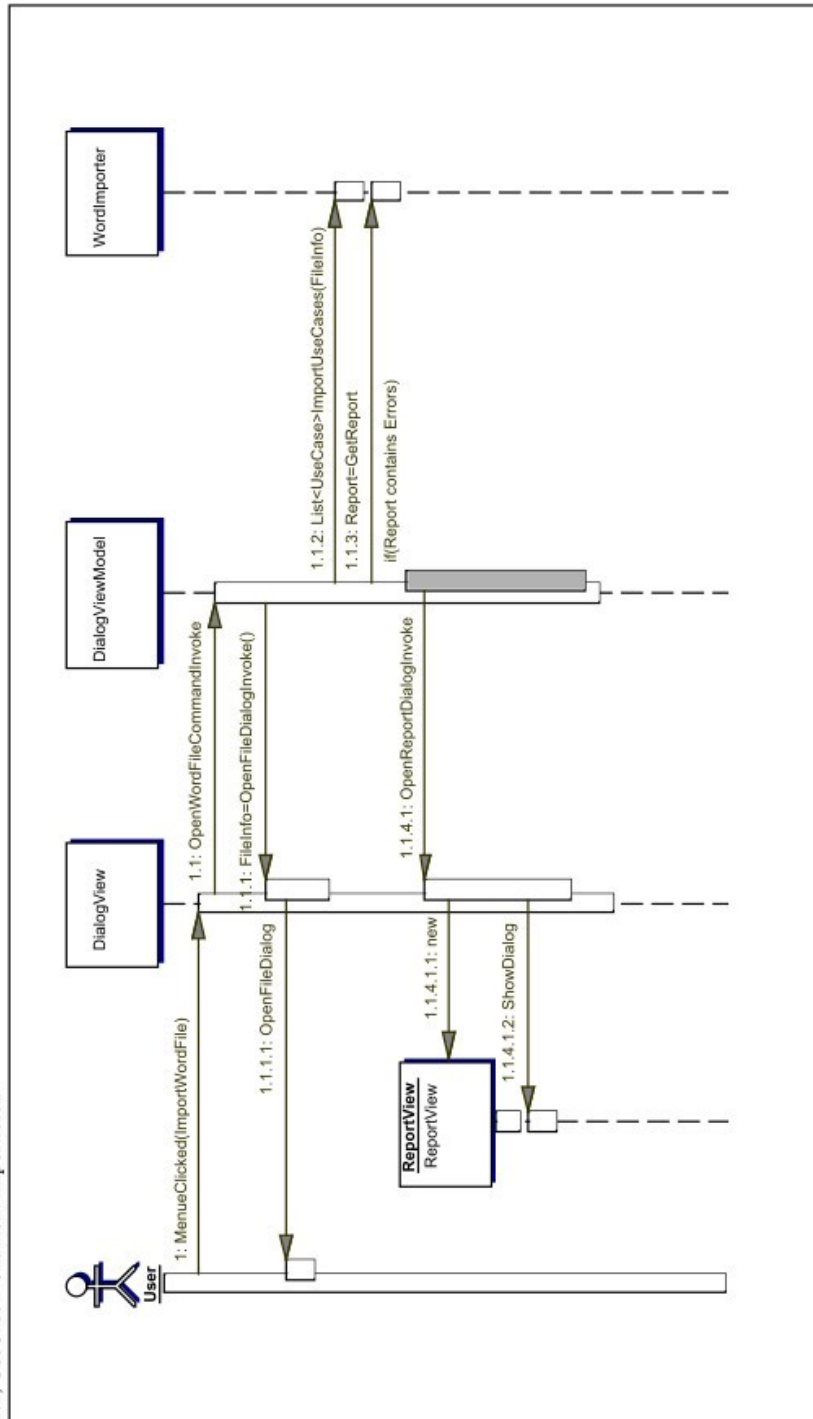 User
DialogView
DialogViewModel
WordImporter
1: MenueClicked(ImportWordFile)
1.1: OpenWordFileCommandInvoke
1.1.1: FileInfo=OpenFileDialogInvoke()
1.1.1.1: OpenFileDialog
1.1.2: List<UseCase>ImportUseCases(FileInfo)
1.1.3: Report=GetReport
if(Report contains Errors)
1.1.4.1: OpenReportDialogInvoke
ReportView
ReportView
1.1.4.1.1: new
1.1.4.1.2: ShowDialog